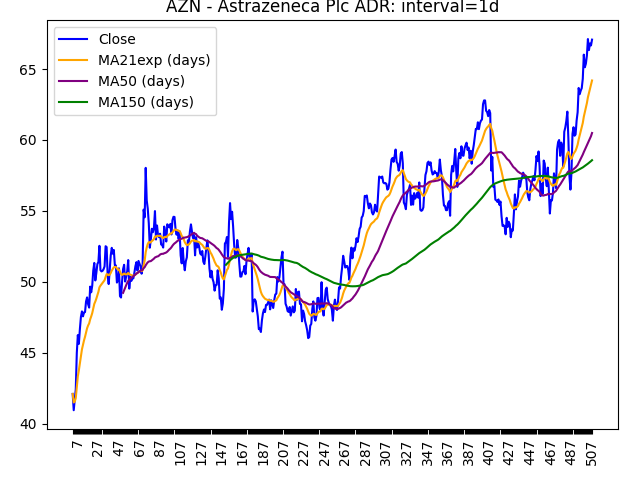 AZN - Astrazeneca Plc ADR: interval=1d
Close
MA21exp (days)
MA50 (days)
MA150 (days)
65
60
55
50
45
40
7 27 47 67 87 107 127 147 167 187 207 227 247 267 287 307 327 347 367 387 407 427 447 467 487 507